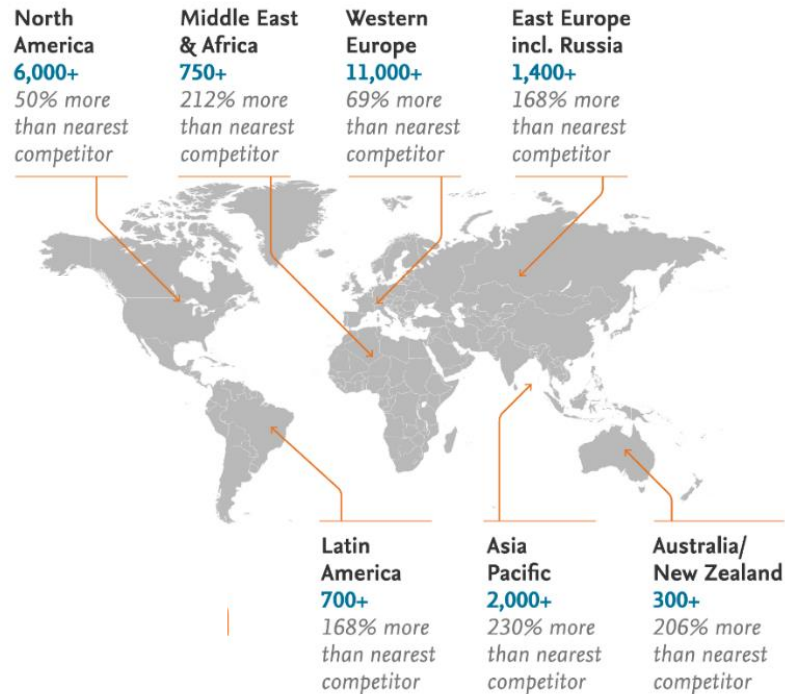 North
America
6,000+
50% more
than nearest
competitor
Middle East
& Africa
750+
212% more
than nearest
competitor
Western
Europe
11,000+
69% more
than nearest
competitor
East Europe
incl. Russia
1,400+
168% more
than nearest
competitor
Latin
America
700+
168% more
than nearest
competitor
Asia
Pacific
2,000+
230% more
than nearest
competitor
Australia/
New Zealand
300+
206% more
than nearest
competitor